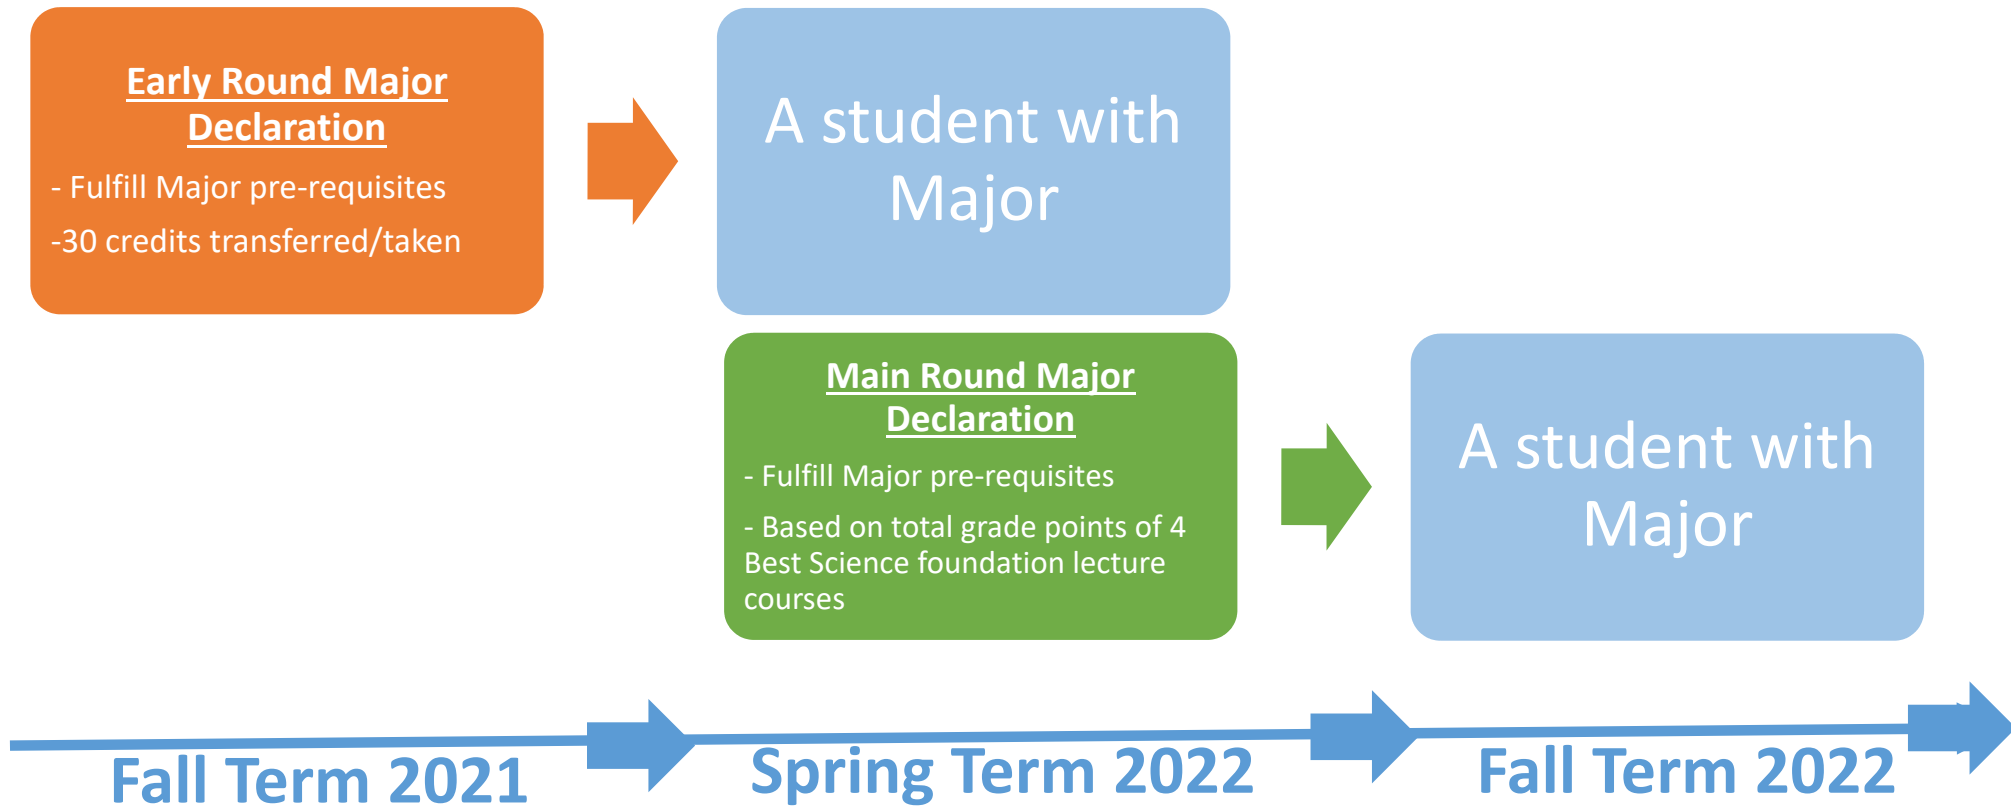 Early Round Major
Declaration
- Fulfill Major pre-requisites
-30 credits transferred/taken
A student with
Major
Main Round Major
Declaration
- Fulfill Major pre-requisites
- Based on total grade points of 4
Best Science foundation lecture
courses
A student with
Major
Fall Term 2021
Spring Term 2022
Fall Term 2022